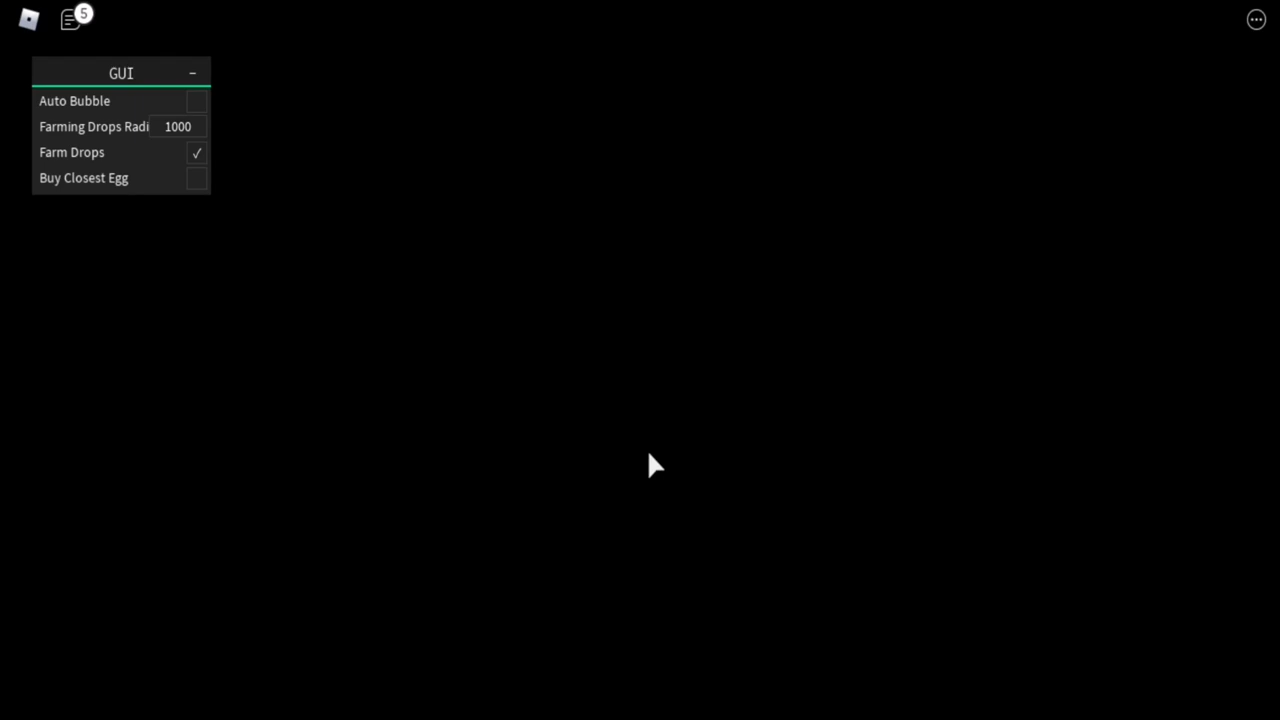 5
GUI -
Auto Bubble
Farming Drops Radi 1000
Farm Drops ✓
Buy Closest Egg